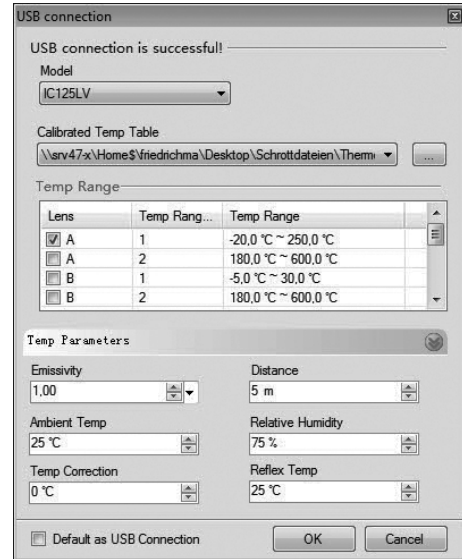 USB connection
USB connection is successful!
Model
IC125LV
Calibrated Temp Table
\\srv47-x\Home$\friedrichma\Desktop\Schrottdateien\Therm
...
Temp Range
Lens Temp Rang... Temp Range
A 1 -20,0 °C ~ 250,0 °C
A 2 180,0 °C ~ 600,0 °C
B 1 -5,0 °C ~ 30,0 °C
B 2 180,0 °C ~ 600,0 °C
Temp Parameters
Emissivity Distance
1,00 5 m
Ambient Temp Relative Humidity
25 °C 75 %
Temp Correction Reflex Temp
0 °C 25 °C
Default as USB Connection OK Cancel